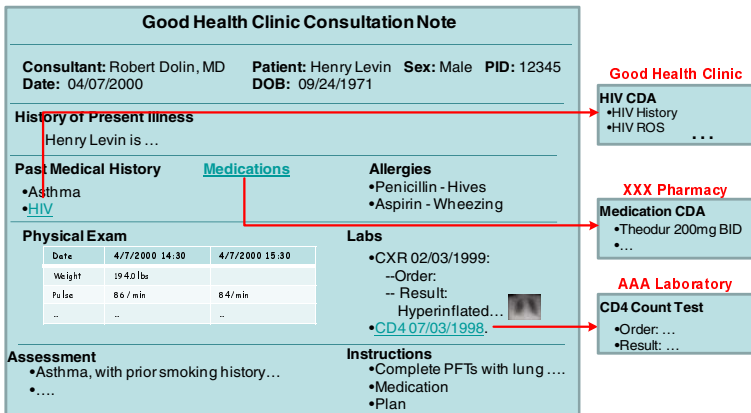 Good Health Clinic Consultation Note
Consultant: Robert Dolin, MD Patient: Henry Levin Sex: Male PID: 12345
Date: 04/07/2000 DOB: 09/24/1971
History of Present Illness
Henry Levin is …
Past Medical History Medications Allergies
•Asthma •Penicillin - Hives
•HIV •Aspirin - Wheezing
Physical Exam
Date 4/7/2000 14:30 4/7/2000 15:30
Weight 194.0 lbs
Pulse 86 / min 84/min
.. .. ..
Labs
•CXR 02/03/1999:
--Order:
-- Result:
Hyperinflated…
•CD4 07/03/1998.
Assessment
•Asthma, with prior smoking history…
•….
Instructions
•Complete PFTs with lung ….
•Medication
•Plan
Good Health Clinic
HIV CDA
•HIV History
•HIV ROS
...
XXX Pharmacy
Medication CDA
•Theodur 200mg BID
•…
AAA Laboratory
CD4 Count Test
•Order: …
•Result: …